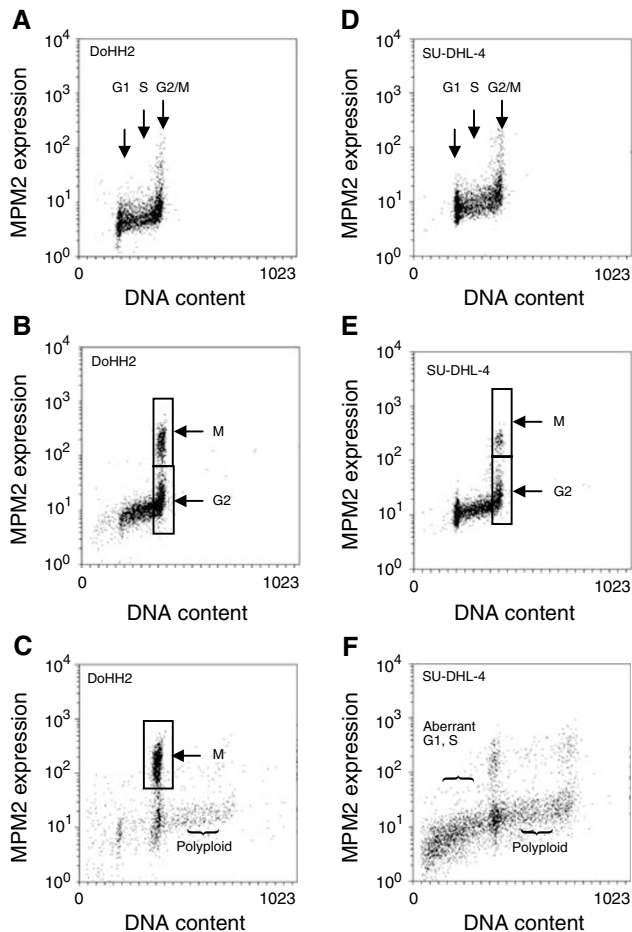 A
DoHH2
G1 S G2/M
10⁴
10³
10²
10¹
10⁰
MPM2 expression
0 1023
DNA content
D
SU-DHL-4
G1 S G2/M
10⁴
10³
10²
10¹
10⁰
MPM2 expression
0 1023
DNA content
B
DoHH2
M
G2
10⁴
10³
10²
10¹
10⁰
MPM2 expression
0 1023
DNA content
E
SU-DHL-4
M
G2
10⁴
10³
10²
10¹
10⁰
MPM2 expression
0 1023
DNA content
C
DoHH2
M
Polyploid
10⁴
10³
10²
10¹
10⁰
MPM2 expression
0 1023
DNA content
F
SU-DHL-4
Aberrant
G1, S
Polyploid
10⁴
10³
10²
10¹
10⁰
MPM2 expression
0 1023
DNA content